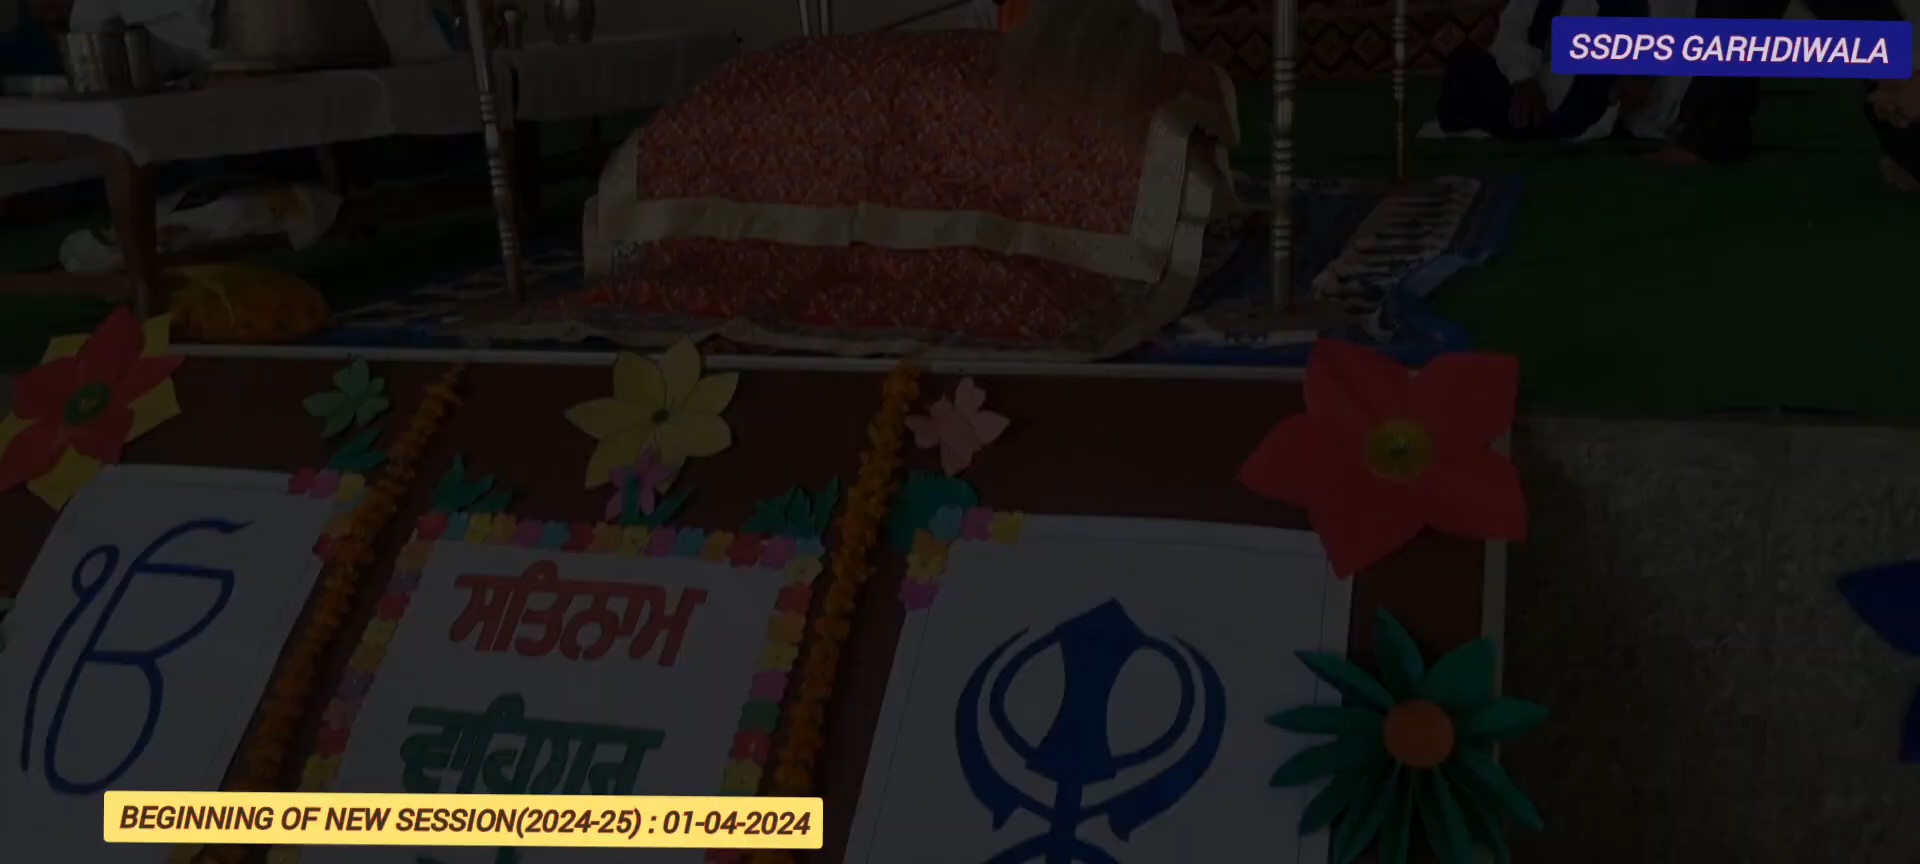 SSDPS GARHDIWALA
ੴ
ਸਤਿਨਾਮ
ਵਾਹਿਗੁਰੂ
BEGINNING OF NEW SESSION(2024-25) : 01-04-2024